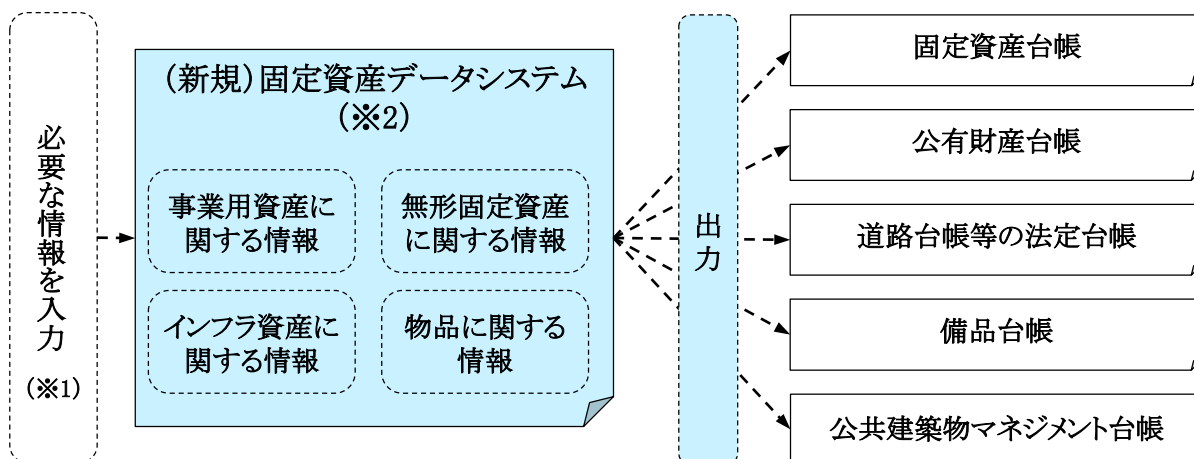 必要な情報を入力
(※1)
(新規)固定資産データシステム
(※2)
事業用資産に
関する情報
無形固定資産
に関する情報
インフラ資産に
関する情報
物品に関する
情報
出力
固定資産台帳
公有財産台帳
道路台帳等の法定台帳
備品台帳
公共建築物マネジメント台帳